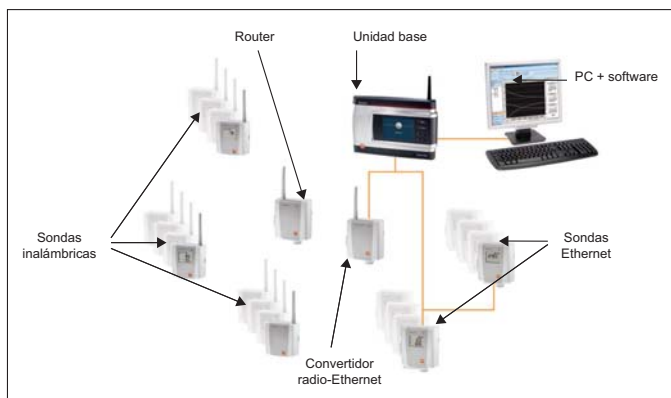 Router
Unidad base
PC + software
Sondas
inalámbricas
Sondas
Ethernet
Convertidor
radio-Ethernet